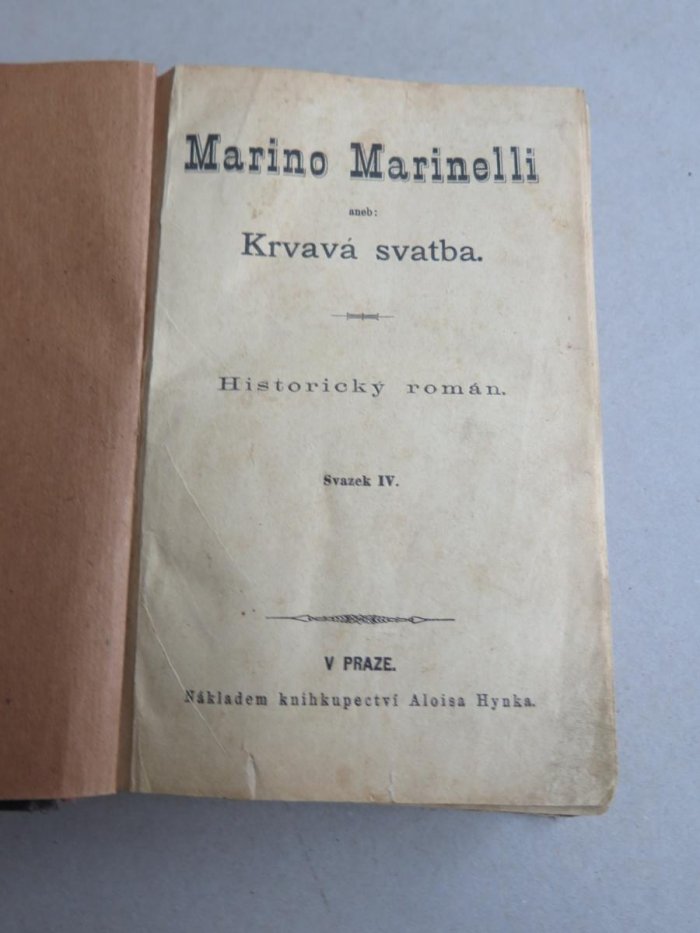 Marino Marinelli
aneb:
Krvavá svatba.
Historický román.
Svazek IV.
V PRAZE.
Nákladem knihkupectví Aloisa Hynka.